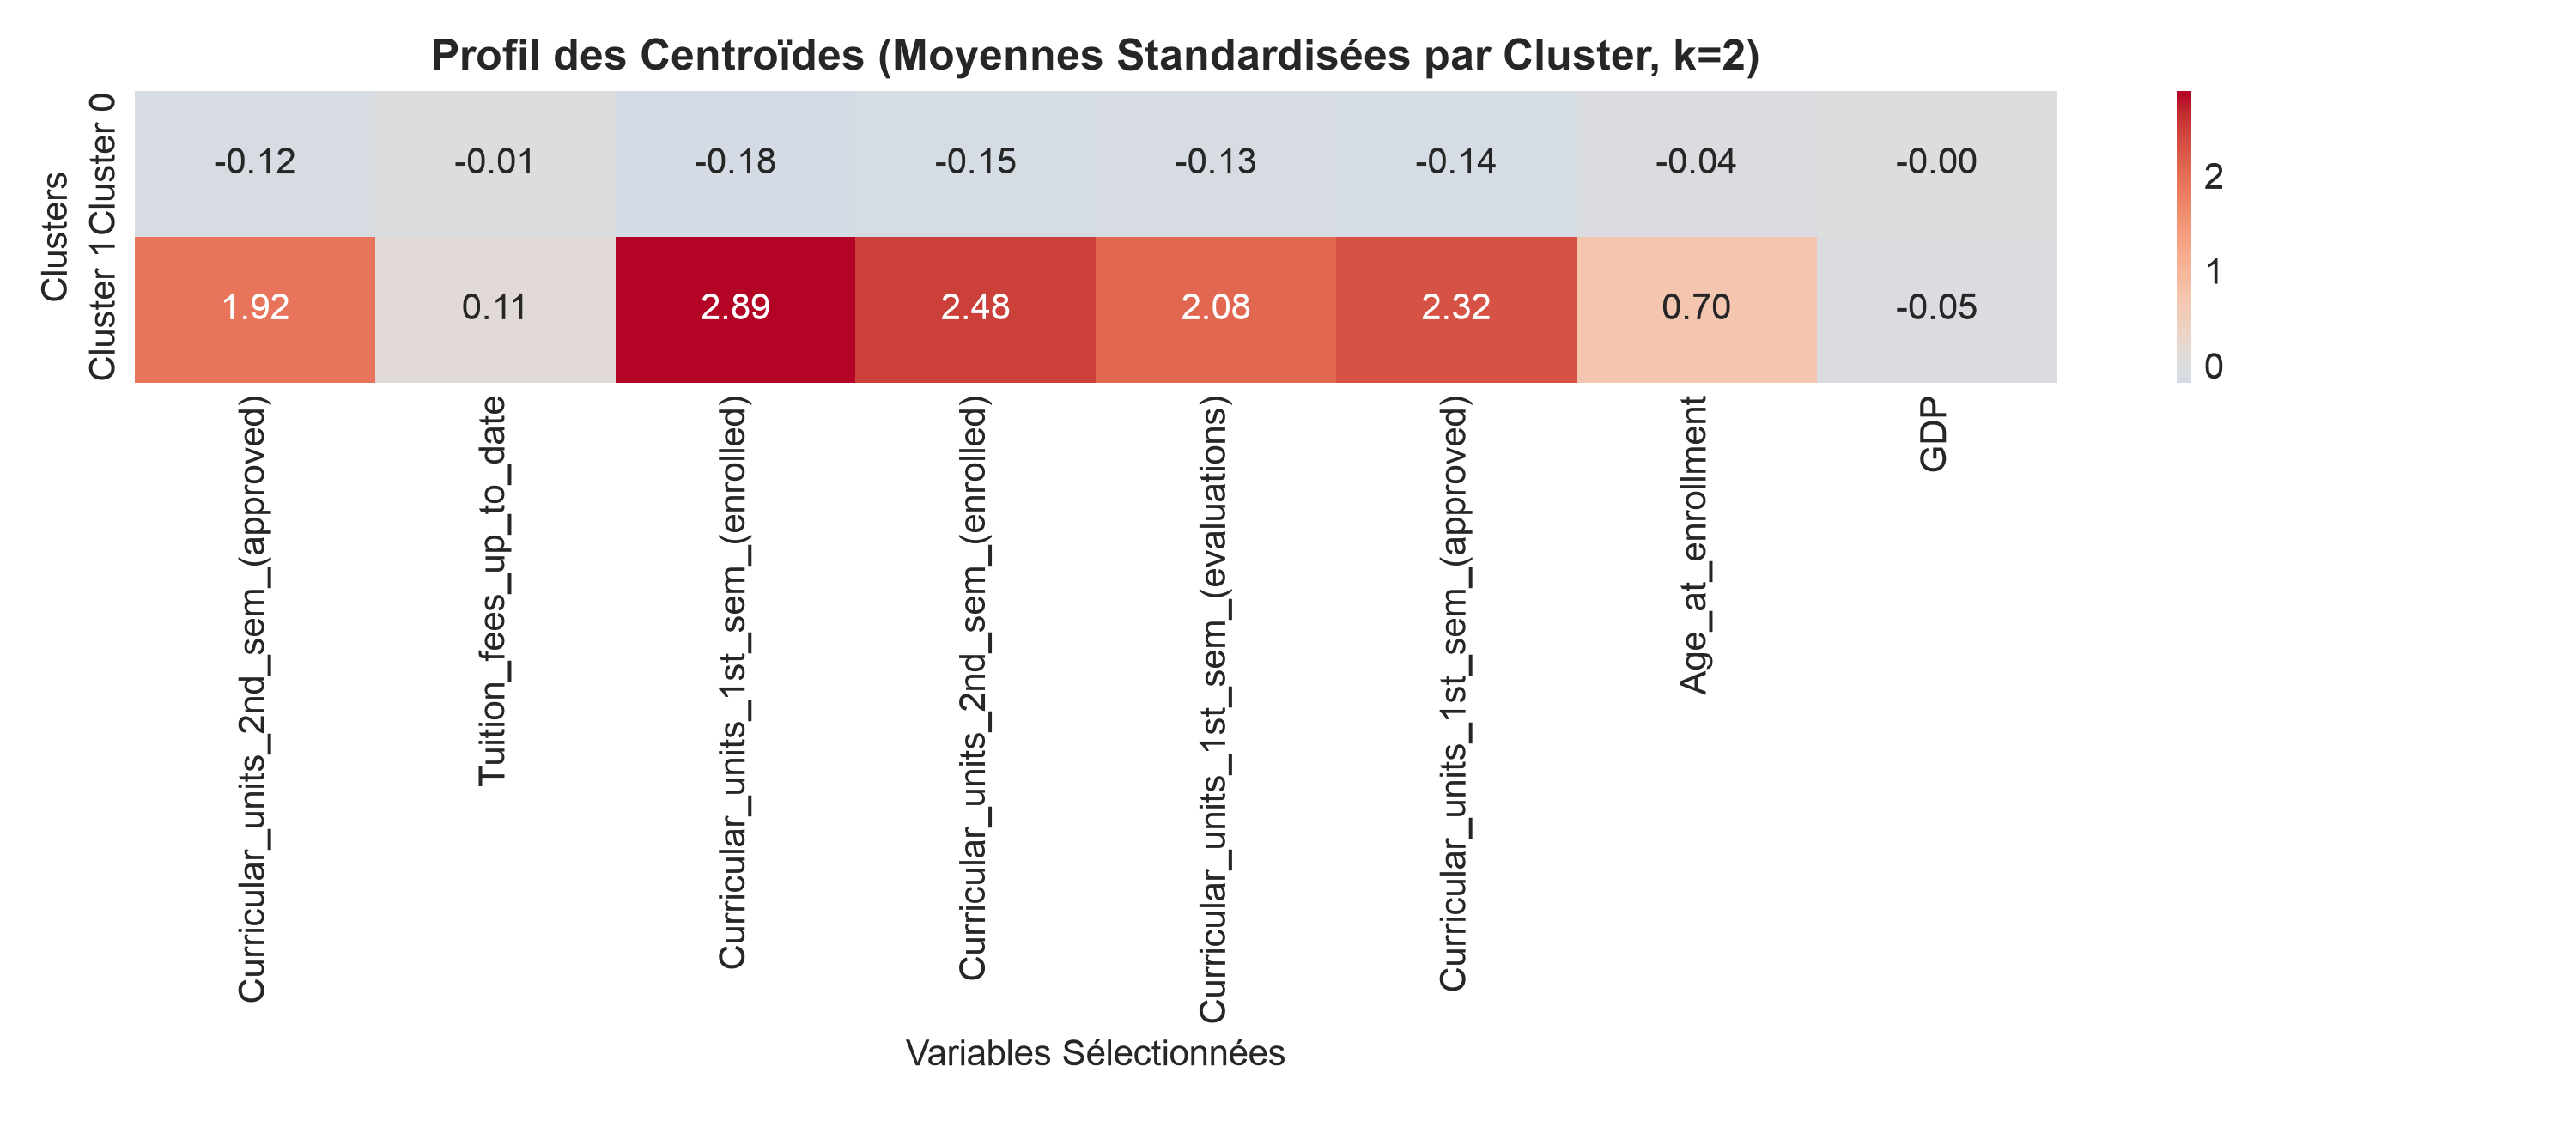 Profil des Centroïdes (Moyennes Standardisées par Cluster, k=2)
Clusters
Cluster 0
-0.12 -0.01 -0.18 -0.15 -0.13 -0.14 -0.04 -0.00
Cluster 1
1.92 0.11 2.89 2.48 2.08 2.32 0.70 -0.05
2
1
0
Curricular_units_2nd_sem_(approved)
Tuition_fees_up_to_date
Curricular_units_1st_sem_(enrolled)
Curricular_units_2nd_sem_(enrolled)
Curricular_units_1st_sem_(evaluations)
Curricular_units_1st_sem_(approved)
Age_at_enrollment
GDP
Variables Sélectionnées